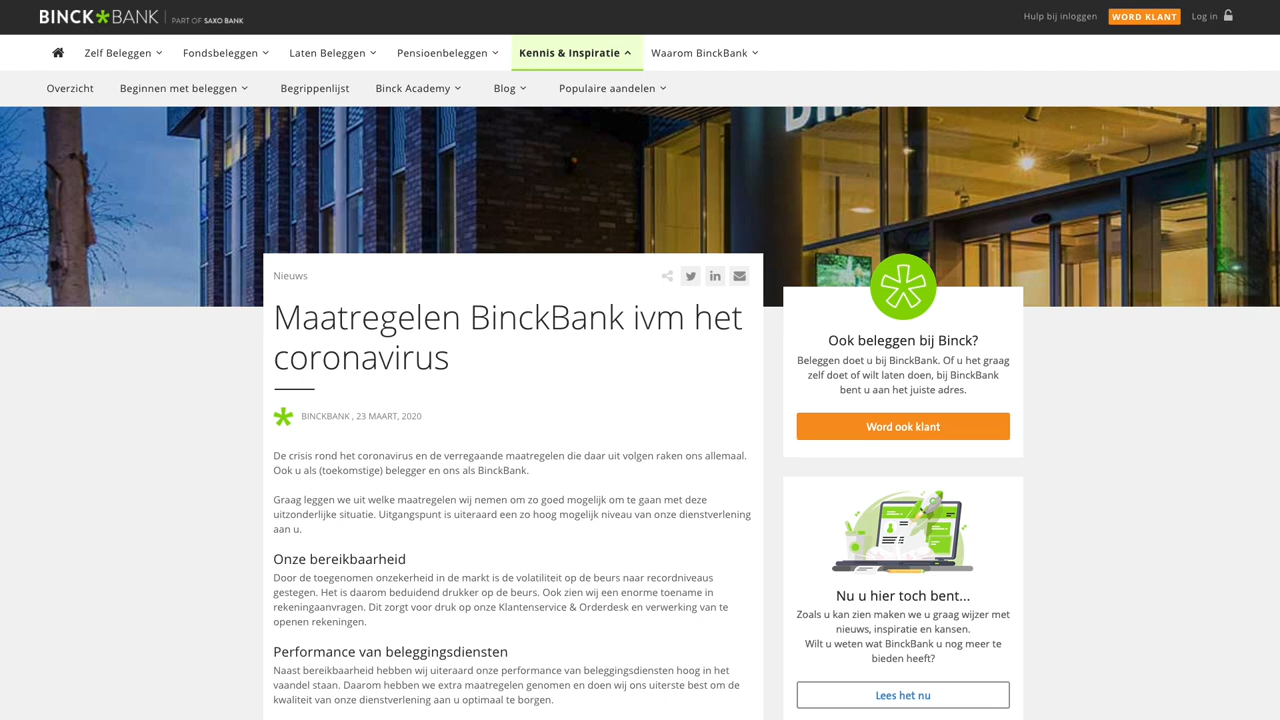 BINCK*BANK | PART OF SAXO BANK
Hulp bij inloggen WORD KLANT Log in
Zelf Beleggen Fondsbeleggen Laten Beleggen Pensioenbeleggen Kennis & Inspiratie Waarom BinckBank
Overzicht Beginnen met beleggen Begrippenlijst Binck Academy Blog Populaire aandelen
Nieuws
Maatregelen BinckBank ivm het
coronavirus
BINCKBANK , 23 MAART, 2020
De crisis rond het coronavirus en de verregaande maatregelen die daar uit volgen raken ons allemaal.
Ook u als (toekomstige) belegger en ons als BinckBank.
Graag leggen we uit welke maatregelen wij nemen om zo goed mogelijk om te gaan met deze
uitzonderlijke situatie. Uitgangspunt is uiteraard een zo hoog mogelijk niveau van onze dienstverlening
aan u.
Onze bereikbaarheid
Door de toegenomen onzekerheid in de markt is de volatiliteit op de beurs naar recordniveaus
gestegen. Het is daarom beduidend drukker op de beurs. Ook zien wij een enorme toename in
rekeningaanvragen. Dit zorgt voor druk op onze Klantenservice & Orderdesk en verwerking van te
openen rekeningen.
Performance van beleggingsdiensten
Naast bereikbaarheid hebben wij uiteraard onze performance van beleggingsdiensten hoog in het
vaandel staan. Daarom hebben we extra maatregelen genomen en doen wij ons uiterste best om de
kwaliteit van onze dienstverlening aan u optimaal te borgen.
Ook beleggen bij Binck?
Beleggen doet u bij BinckBank. Of u het graag
zelf doet of wilt laten doen, bij BinckBank
bent u aan het juiste adres.
Word ook klant
Nu u hier toch bent...
Zoals u kan zien maken we u graag wijzer met
nieuws, inspiratie en kansen.
Wilt u weten wat BinckBank u nog meer te
bieden heeft?
Lees het nu